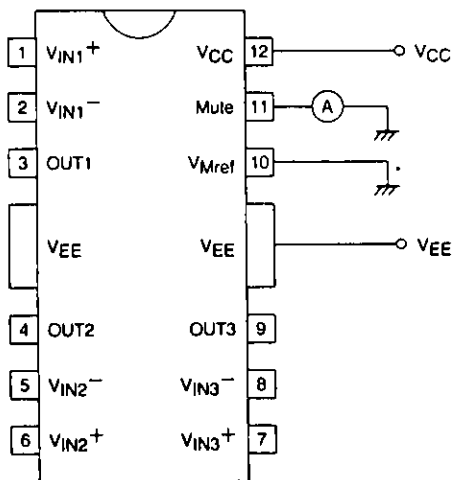 1 VIN1+ VCC 12 VCC
2 VIN1− Mute 11 A
3 OUT1 VMref 10
VEE VEE VEE
4 OUT2 OUT3 9
5 VIN2− VIN3− 8
6 VIN2+ VIN3+ 7